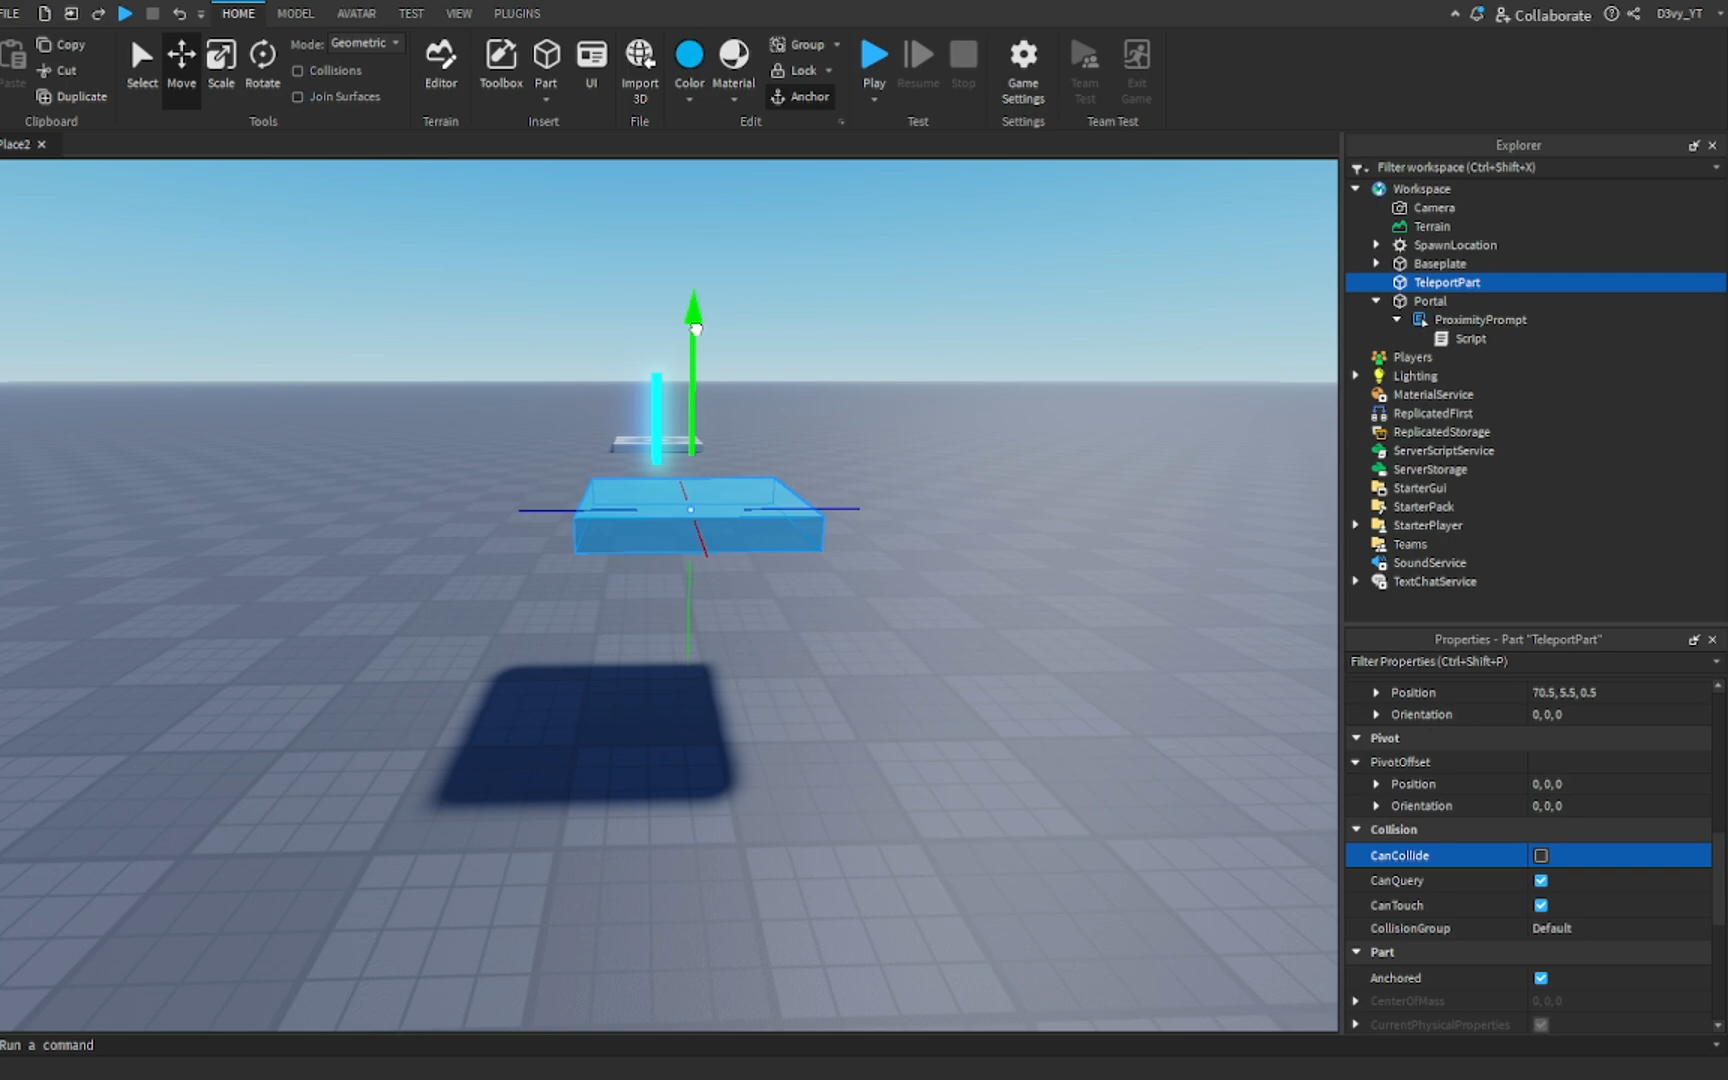 FILE HOME MODEL AVATAR TEST VIEW PLUGINS Collaborate D3vy_YT
Paste Copy Cut Duplicate Clipboard
Select Move Scale Rotate Mode: Geometric Collisions Join Surfaces Tools
Editor Terrain
Toolbox Part UI Insert
Import 3D File
Color Material Group Lock Anchor Edit
Play Resume Stop Test
Game Settings Settings
Team Test Exit Game Team Test
Place2
Explorer
Filter workspace (Ctrl+Shift+X)
Workspace
Camera
Terrain
SpawnLocation
Baseplate
TeleportPart
Portal
ProximityPrompt
Script
Players
Lighting
MaterialService
ReplicatedFirst
ReplicatedStorage
ServerScriptService
ServerStorage
StarterGui
StarterPack
StarterPlayer
Teams
SoundService
TextChatService
Properties - Part "TeleportPart"
Filter Properties (Ctrl+Shift+P)
Position 70.5, 5.5, 0.5
Orientation 0, 0, 0
Pivot
PivotOffset
Position 0, 0, 0
Orientation 0, 0, 0
Collision
CanCollide
CanQuery
CanTouch
CollisionGroup Default
Part
Anchored
CenterOfMass 0, 0, 0
CurrentPhysicalProperties
Run a command